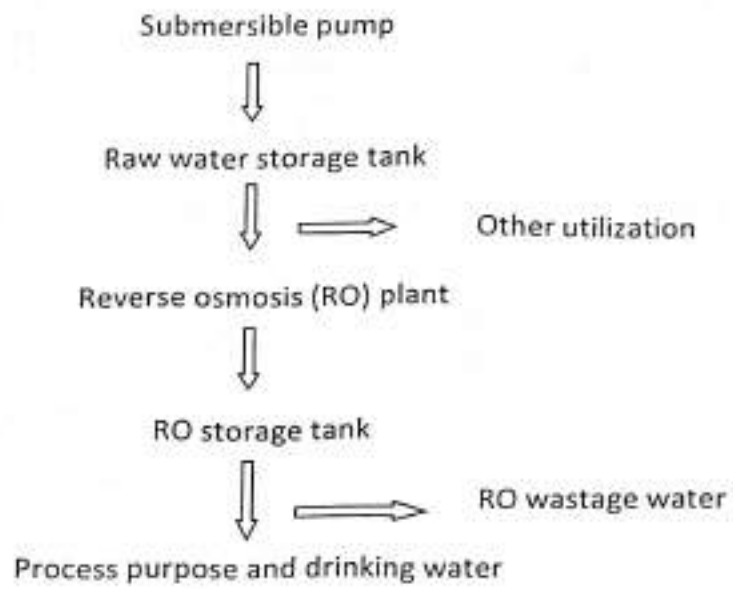 Submersible pump
Raw water storage tank
Other utilization
Reverse osmosis (RO) plant
RO storage tank
RO wastage water
Process purpose and drinking water